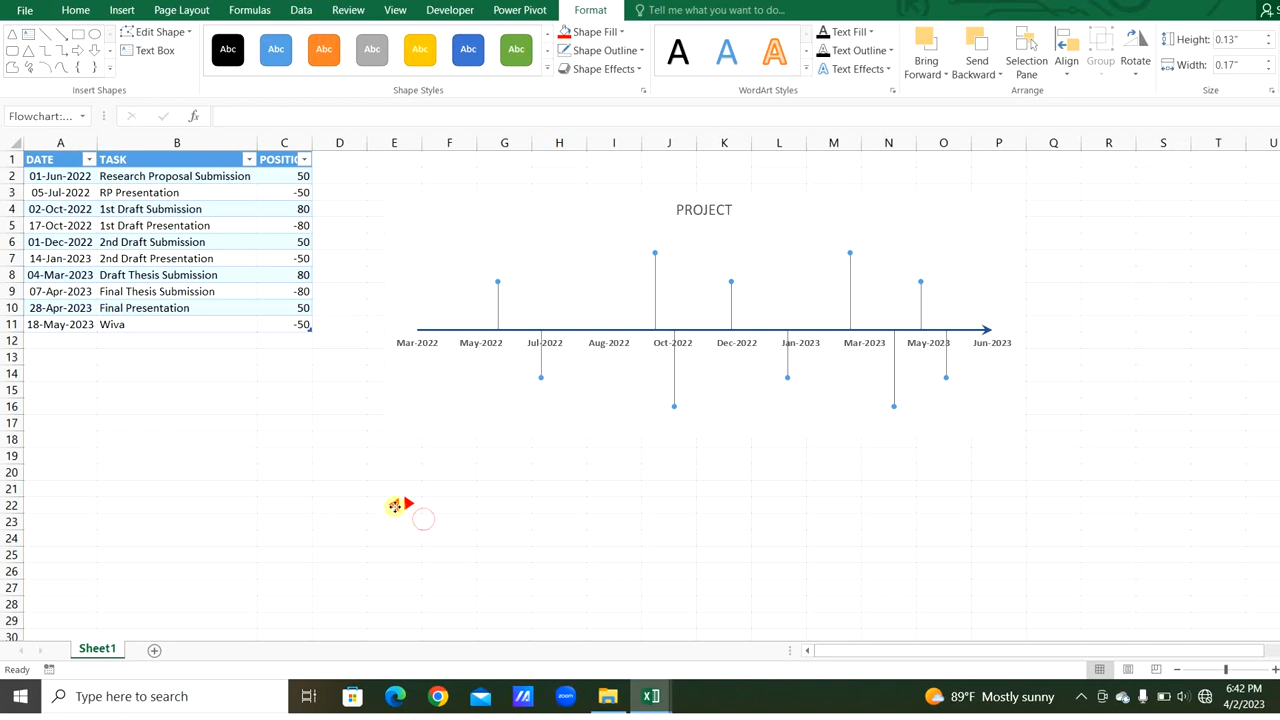 File Home Insert Page Layout Formulas Data Review View Developer Power Pivot Format Tell me what you want to do...
Edit Shape Text Box Insert Shapes
Abc Abc Abc Abc Abc Abc Abc Shape Fill Shape Outline Shape Effects Shape Styles
A A A Text Fill Text Outline Text Effects WordArt Styles
Bring Forward Send Backward Selection Pane Align Group Rotate Arrange
Height: 0.13" Width: 0.17" Size
Flowchart:... fx
A B C D E F G H I J K L M N O P Q R S T U
1 DATE TASK POSITIO
2 01-Jun-2022 Research Proposal Submission 50
3 05-Jul-2022 RP Presentation -50
4 02-Oct-2022 1st Draft Submission 80
5 17-Oct-2022 1st Draft Presentation -80
6 01-Dec-2022 2nd Draft Submission 50
7 14-Jan-2023 2nd Draft Presentation -50
8 04-Mar-2023 Draft Thesis Submission 80
9 07-Apr-2023 Final Thesis Submission -80
10 28-Apr-2023 Final Presentation 50
11 18-May-2023 Wiva -50
12
13
14
15
16
17
18
19
20
21
22
23
24
25
26
27
28
29
30
PROJECT
Mar-2022 May-2022 Jul-2022 Aug-2022 Oct-2022 Dec-2022 Jan-2023 Mar-2023 May-2023 Jun-2023
Sheet1
Ready
Type here to search 89°F Mostly sunny 6:42 PM
4/2/2023